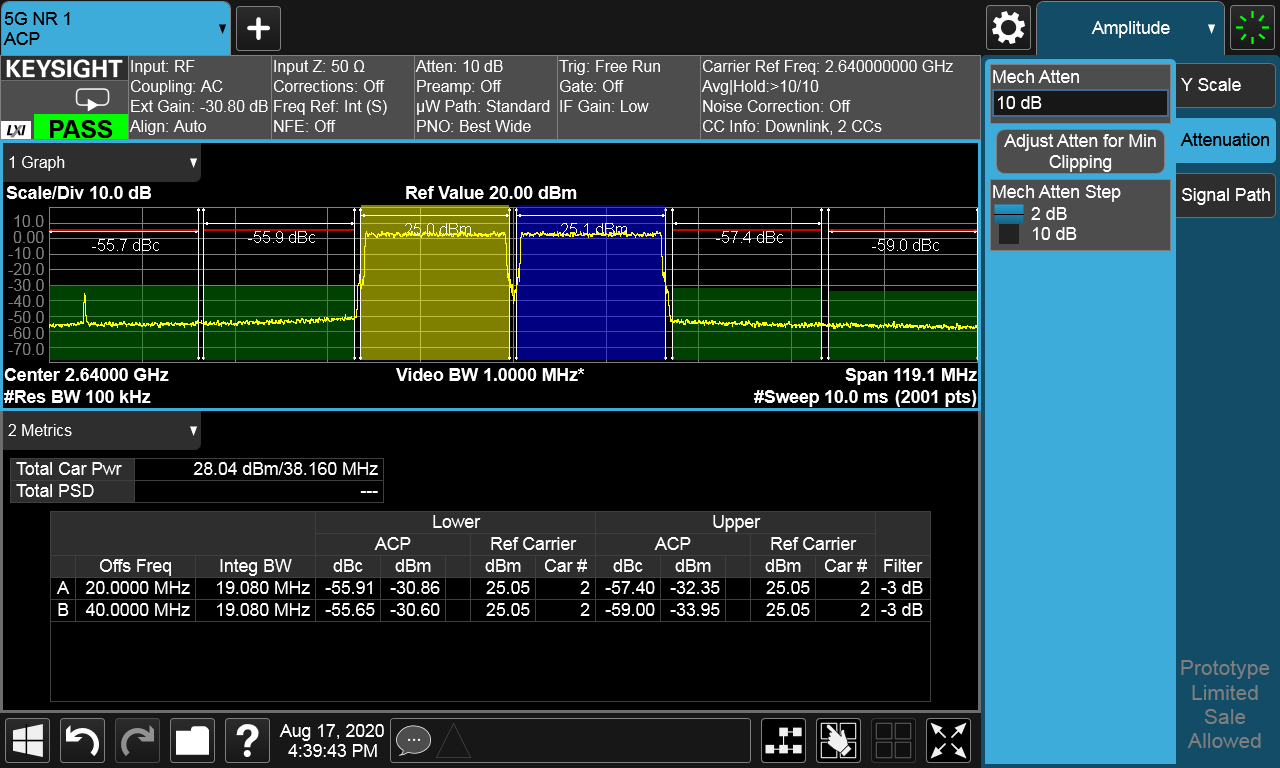 5G NR 1
ACP
Amplitude
KEYSIGHT
LXI
PASS
Input: RF
Coupling: AC
Ext Gain: -30.80 dB
Align: Auto
Input Z: 50 Ω
Corrections: Off
Freq Ref: Int (S)
NFE: Off
Atten: 10 dB
Preamp: Off
µW Path: Standard
PNO: Best Wide
Trig: Free Run
Gate: Off
IF Gain: Low
Carrier Ref Freq: 2.640000000 GHz
Avg|Hold:>10/10
Noise Correction: Off
CC Info: Downlink, 2 CCs
1 Graph
Scale/Div 10.0 dB
Ref Value 20.00 dBm
10.0
0.00
-10.0
-20.0
-30.0
-40.0
-50.0
-60.0
-70.0
-55.7 dBc
-55.9 dBc
25.0 dBm
25.1 dBm
-57.4 dBc
-59.0 dBc
Center 2.64000 GHz
#Res BW 100 kHz
Video BW 1.0000 MHz*
Span 119.1 MHz
#Sweep 10.0 ms (2001 pts)
2 Metrics
Total Car Pwr 28.04 dBm/38.160 MHz
Total PSD ---
Lower Upper
ACP Ref Carrier ACP Ref Carrier
Offs Freq Integ BW dBc dBm dBm Car # dBc dBm dBm Car # Filter
A 20.0000 MHz 19.080 MHz -55.91 -30.86 25.05 2 -57.40 -32.35 25.05 2 -3 dB
B 40.0000 MHz 19.080 MHz -55.65 -30.60 25.05 2 -59.00 -33.95 25.05 2 -3 dB
Aug 17, 2020
4:39:43 PM
Mech Atten
10 dB
Adjust Atten for Min
Clipping
Mech Atten Step
2 dB
10 dB
Y Scale
Attenuation
Signal Path
Prototype
Limited
Sale
Allowed